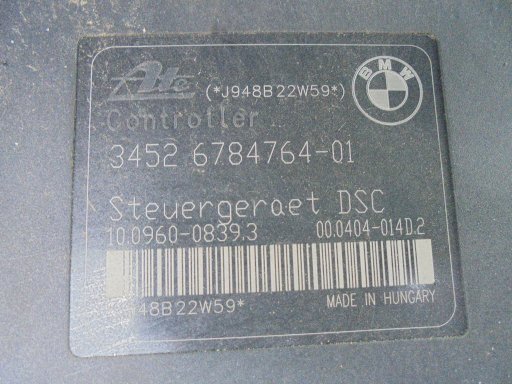 Ate (*J948B22W59*)
BMW
Controller
3452 6784764-01
Steuergeraet DSC
10.0960-0839.3 00.0404-014D.2
*J948B22W59*
MADE IN HUNGARY